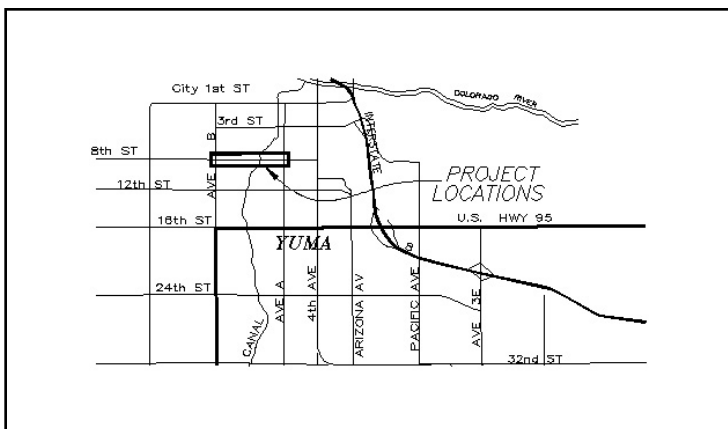 City 1st ST
COLORADO RIVER
3rd ST
INTERSTATE
AVE B
8th ST
PROJECT
LOCATIONS
12th ST
16th ST
U.S. HWY 95
YUMA
8
24th ST
CANAL
AVE A
4th AVE
ARIZONA AV
PACIFIC AVE
AVE 3E
32nd ST